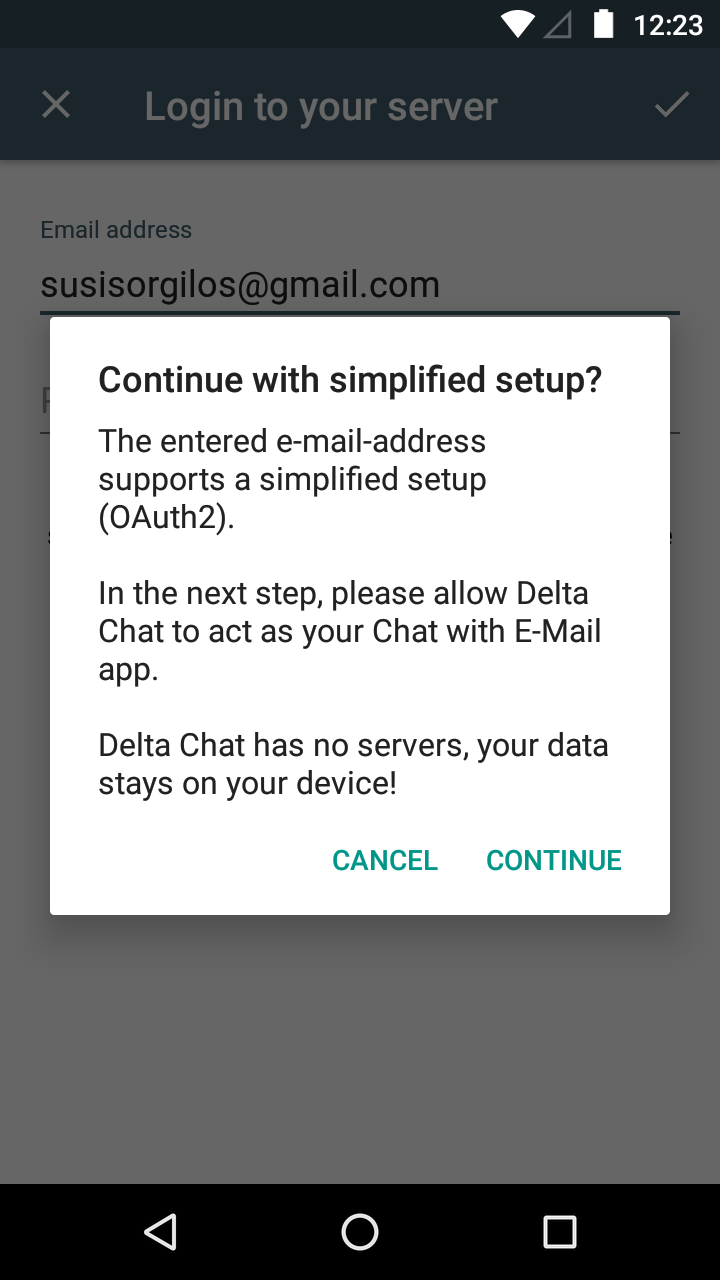 12:23
Login to your server
Email address
susisorgilos@gmail.com
Continue with simplified setup?
The entered e-mail-address
supports a simplified setup
(OAuth2).
In the next step, please allow Delta
Chat to act as your Chat with E-Mail
app.
Delta Chat has no servers, your data
stays on your device!
CANCEL CONTINUE